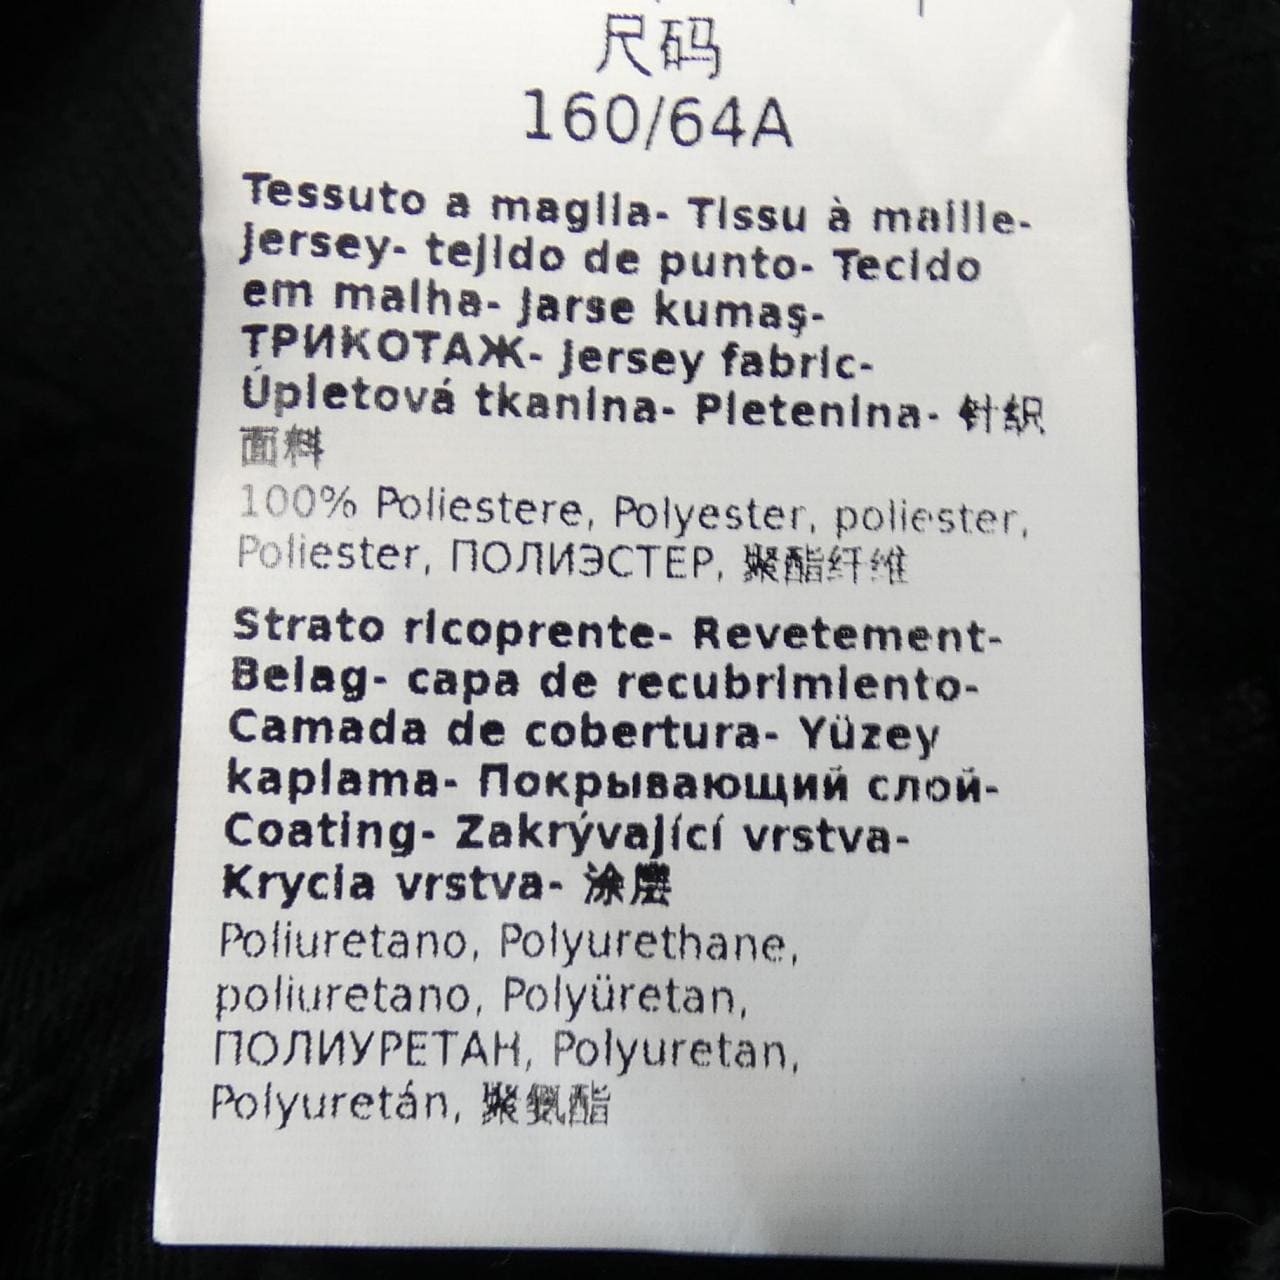 尺码
160/64A
Tessuto a maglia- Tissu à maille-
Jersey- tejido de punto- Tecido
em malha- Jarse kumaş-
ТРИКОТАЖ- Jersey fabric-
Úpletová tkanina- Pletenina- 针织
面料
100% Poliestere, Polyester, poliester,
Poliester, ПОЛИЭСТЕР, 聚酯纤维
Strato ricoprente- Revetement-
Belag- capa de recubrimiento-
Camada de cobertura- Yüzey
kaplama- Покрывающий слой-
Coating- Zakrývající vrstva-
Krycia vrstva- 涂层
Poliuretano, Polyurethane,
poliuretano, Polyüretan,
ПОЛИУРЕТАН, Polyuretan,
Polyuretán, 聚氨酯